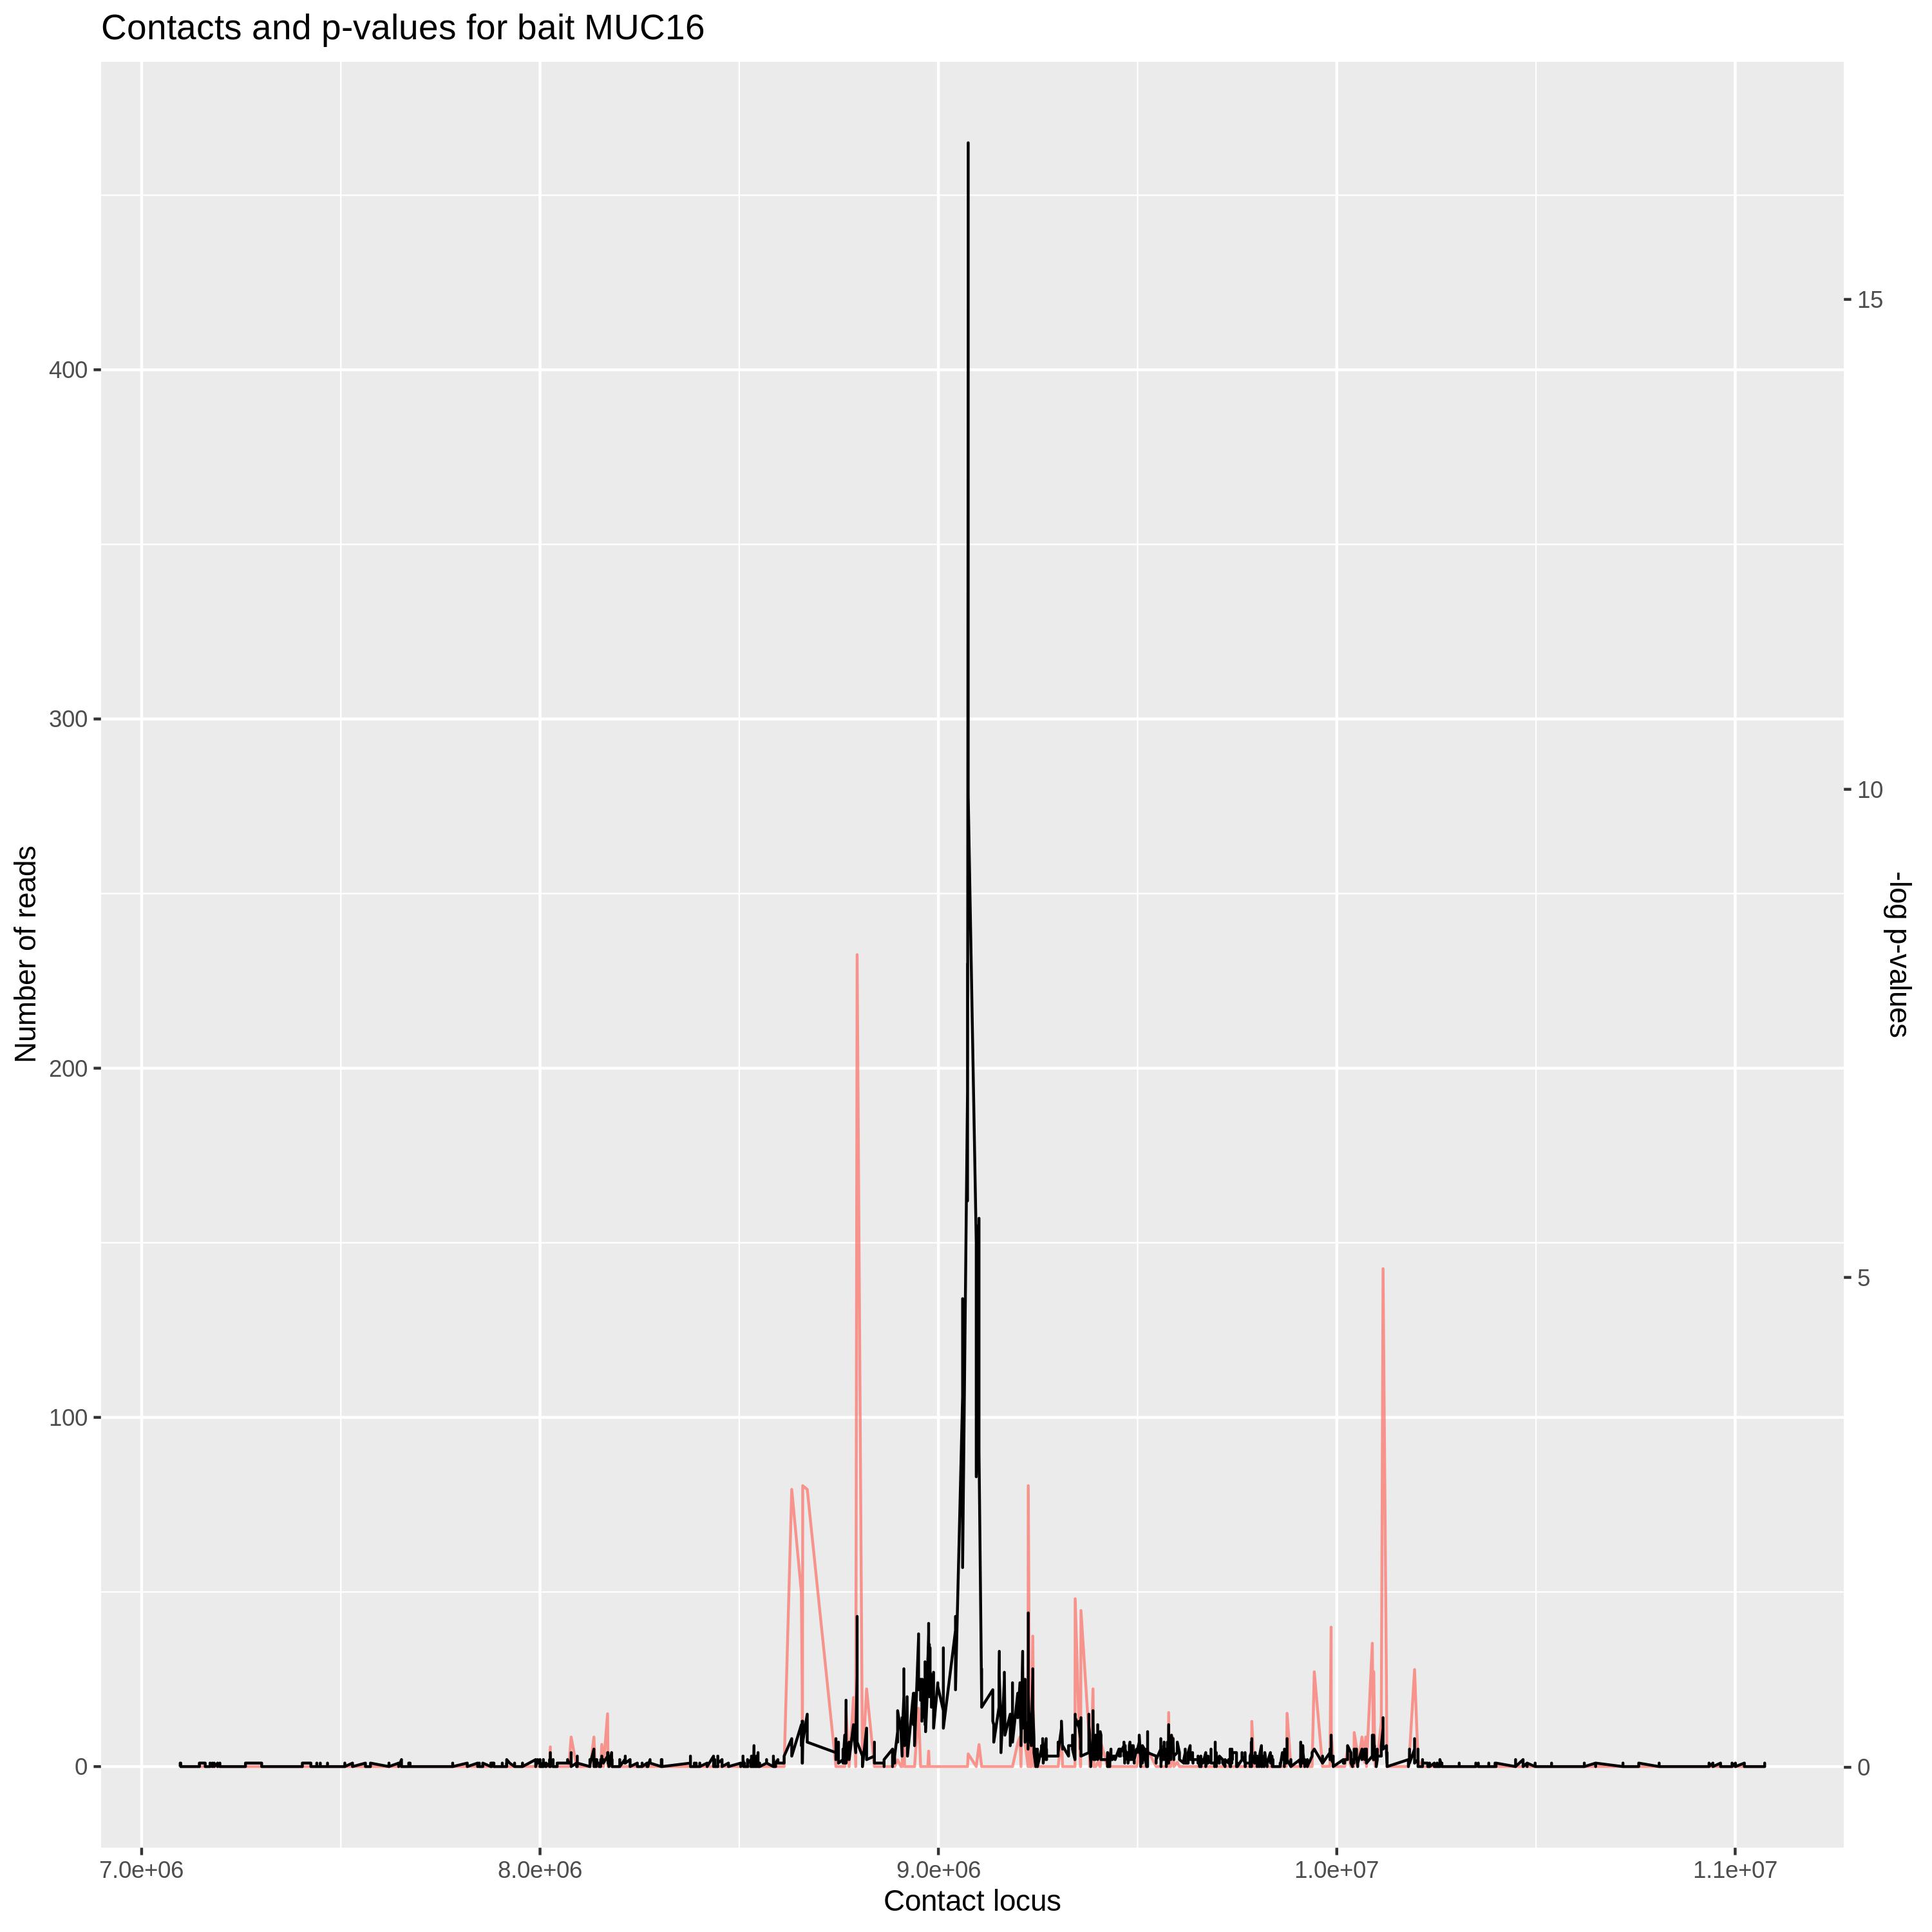 Contacts and p-values for bait MUC16
Number of reads
400
300
200
100
0
15
10
5
0
-log p-values
7.0e+06 8.0e+06 9.0e+06 1.0e+07 1.1e+07
Contact locus